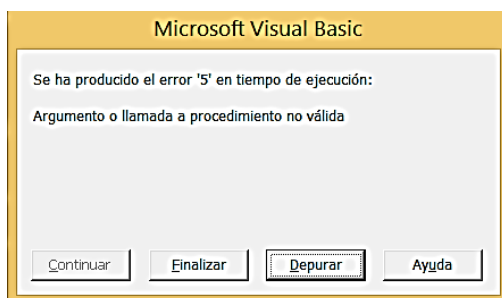 Microsoft Visual Basic
Se ha producido el error '5' en tiempo de ejecución:
Argumento o llamada a procedimiento no válida
Continuar Finalizar Depurar Ayuda